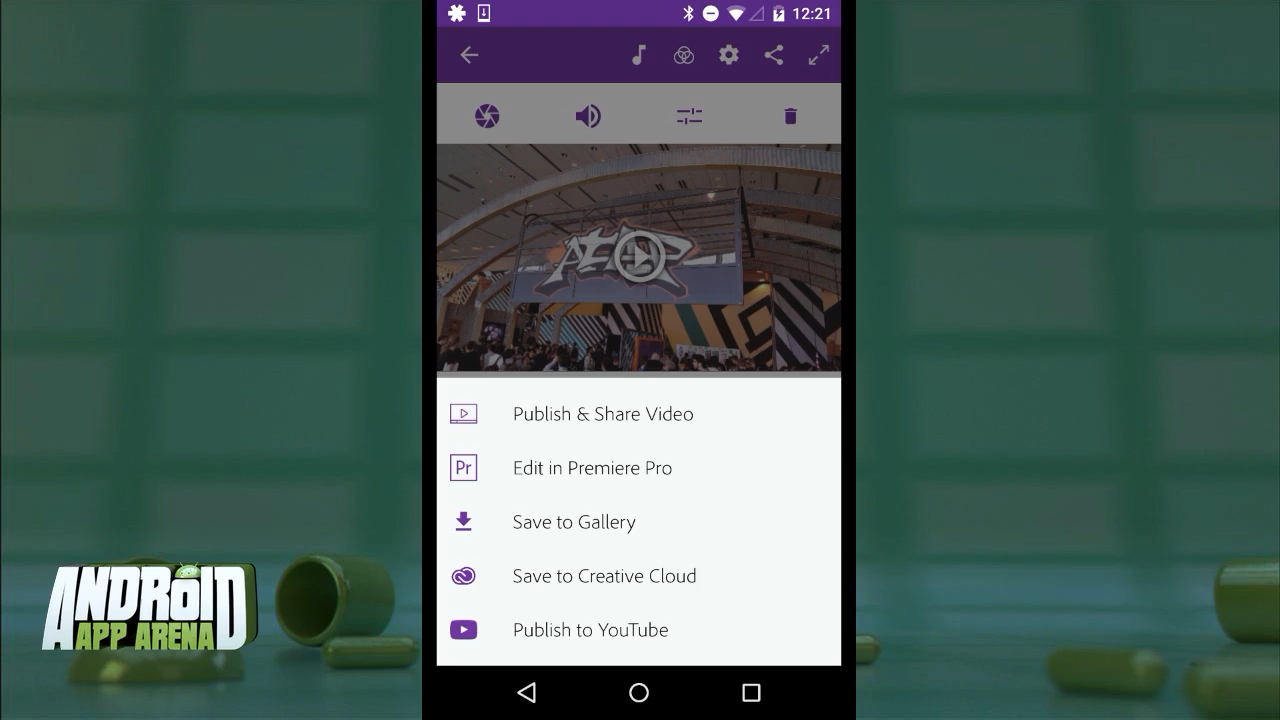 12:21
Publish & Share Video
Pr
Edit in Premiere Pro
Save to Gallery
Save to Creative Cloud
Publish to YouTube
ANDROID
APP ARENA